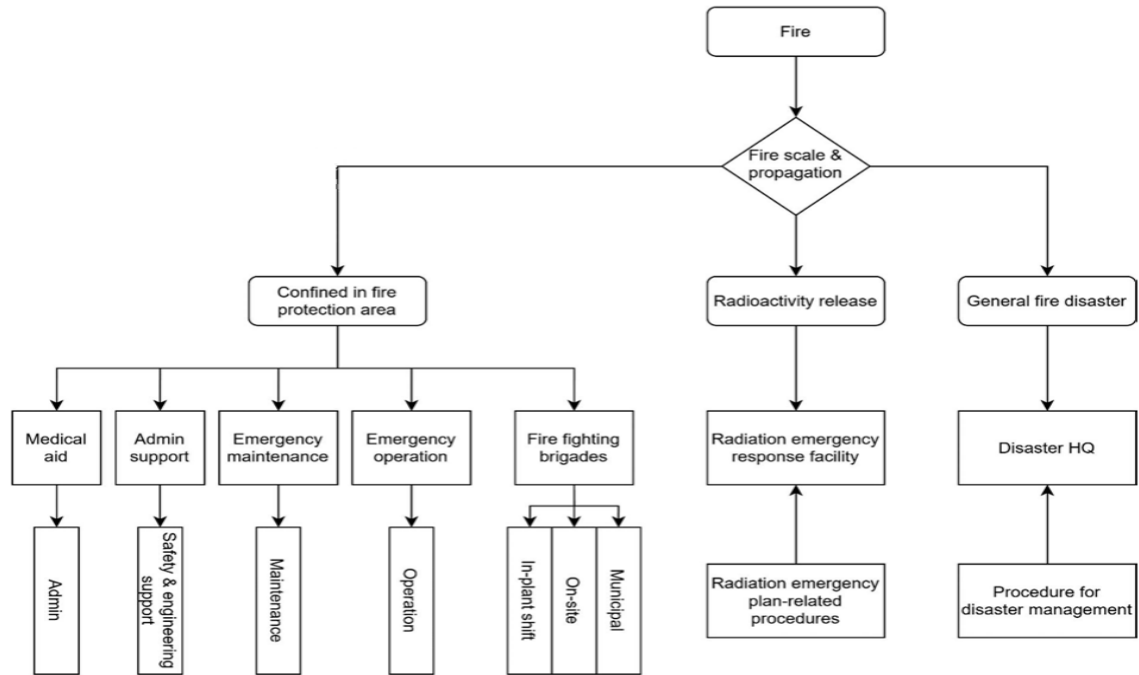 Fire
Fire scale &
propagation
Confined in fire
protection area
Radioactivity release
General fire disaster
Medical
aid
Admin
support
Emergency
maintenance
Emergency
operation
Fire fighting
brigades
Radiation emergency
response facility
Disaster HQ
Admin
Safety & engineering
support
Maintenance
Operation
In-plant shift
On-site
Municipal
Radiation emergency
plan-related
procedures
Procedure for
disaster management